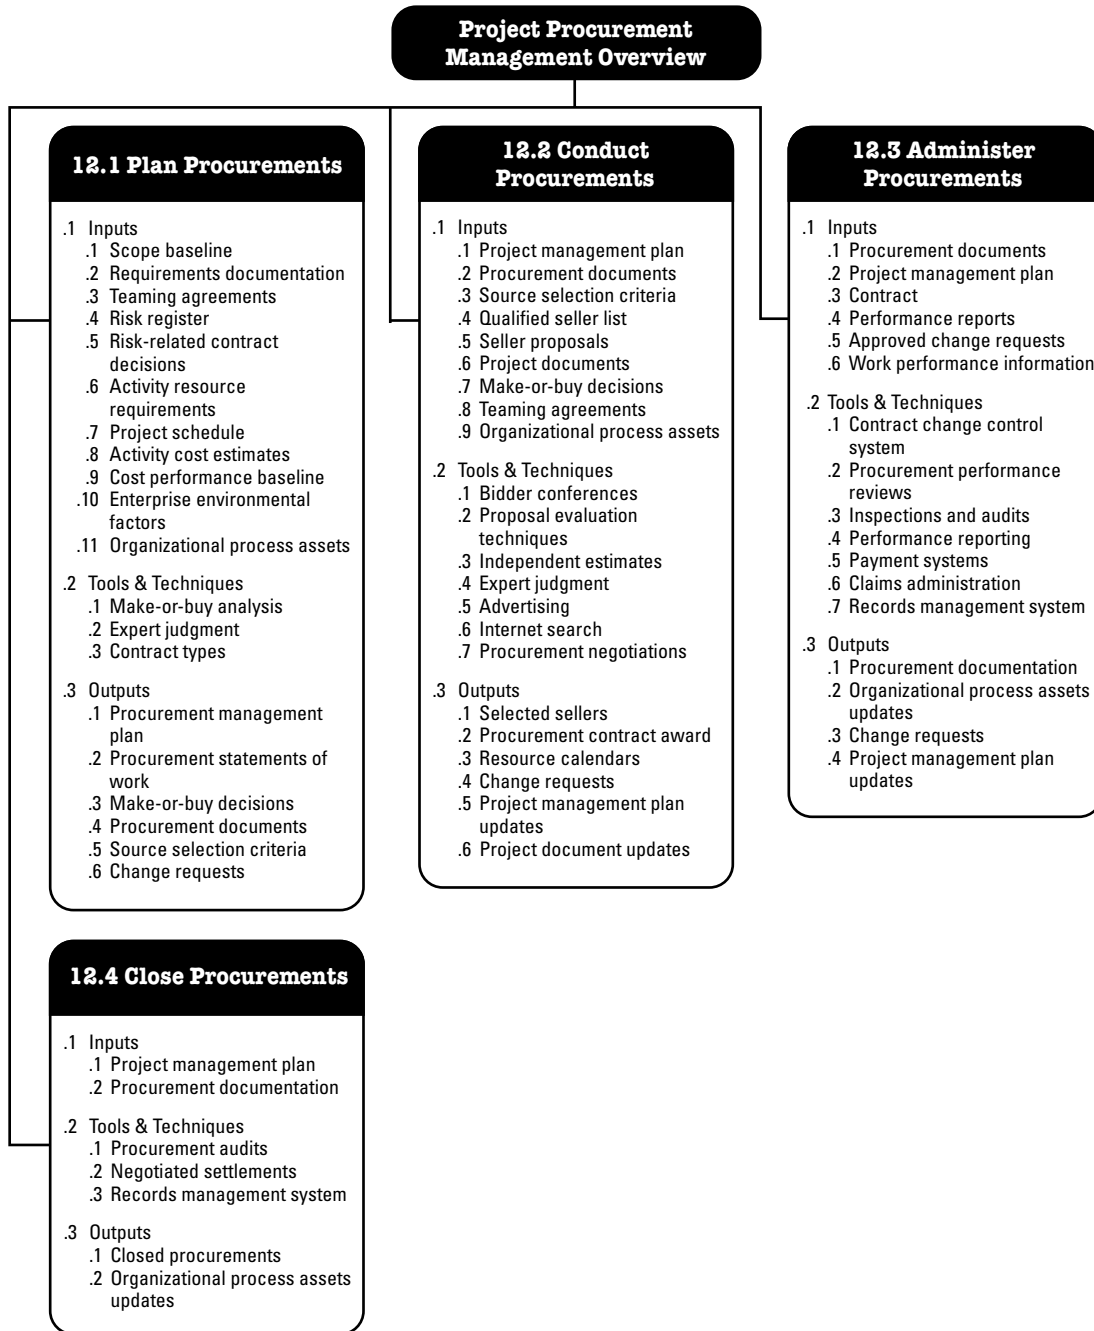 Project Procurement
Management Overview
12.1 Plan Procurements
.1 Inputs
.1 Scope baseline
.2 Requirements documentation
.3 Teaming agreements
.4 Risk register
.5 Risk-related contract
decisions
.6 Activity resource
requirements
.7 Project schedule
.8 Activity cost estimates
.9 Cost performance baseline
.10 Enterprise environmental
factors
.11 Organizational process assets
.2 Tools & Techniques
.1 Make-or-buy analysis
.2 Expert judgment
.3 Contract types
.3 Outputs
.1 Procurement management
plan
.2 Procurement statements of
work
.3 Make-or-buy decisions
.4 Procurement documents
.5 Source selection criteria
.6 Change requests
12.2 Conduct
Procurements
.1 Inputs
.1 Project management plan
.2 Procurement documents
.3 Source selection criteria
.4 Qualified seller list
.5 Seller proposals
.6 Project documents
.7 Make-or-buy decisions
.8 Teaming agreements
.9 Organizational process assets
.2 Tools & Techniques
.1 Bidder conferences
.2 Proposal evaluation
techniques
.3 Independent estimates
.4 Expert judgment
.5 Advertising
.6 Internet search
.7 Procurement negotiations
.3 Outputs
.1 Selected sellers
.2 Procurement contract award
.3 Resource calendars
.4 Change requests
.5 Project management plan
updates
.6 Project document updates
12.3 Administer
Procurements
.1 Inputs
.1 Procurement documents
.2 Project management plan
.3 Contract
.4 Performance reports
.5 Approved change requests
.6 Work performance information
.2 Tools & Techniques
.1 Contract change control
system
.2 Procurement performance
reviews
.3 Inspections and audits
.4 Performance reporting
.5 Payment systems
.6 Claims administration
.7 Records management system
.3 Outputs
.1 Procurement documentation
.2 Organizational process assets
updates
.3 Change requests
.4 Project management plan
updates
12.4 Close Procurements
.1 Inputs
.1 Project management plan
.2 Procurement documentation
.2 Tools & Techniques
.1 Procurement audits
.2 Negotiated settlements
.3 Records management system
.3 Outputs
.1 Closed procurements
.2 Organizational process assets
updates